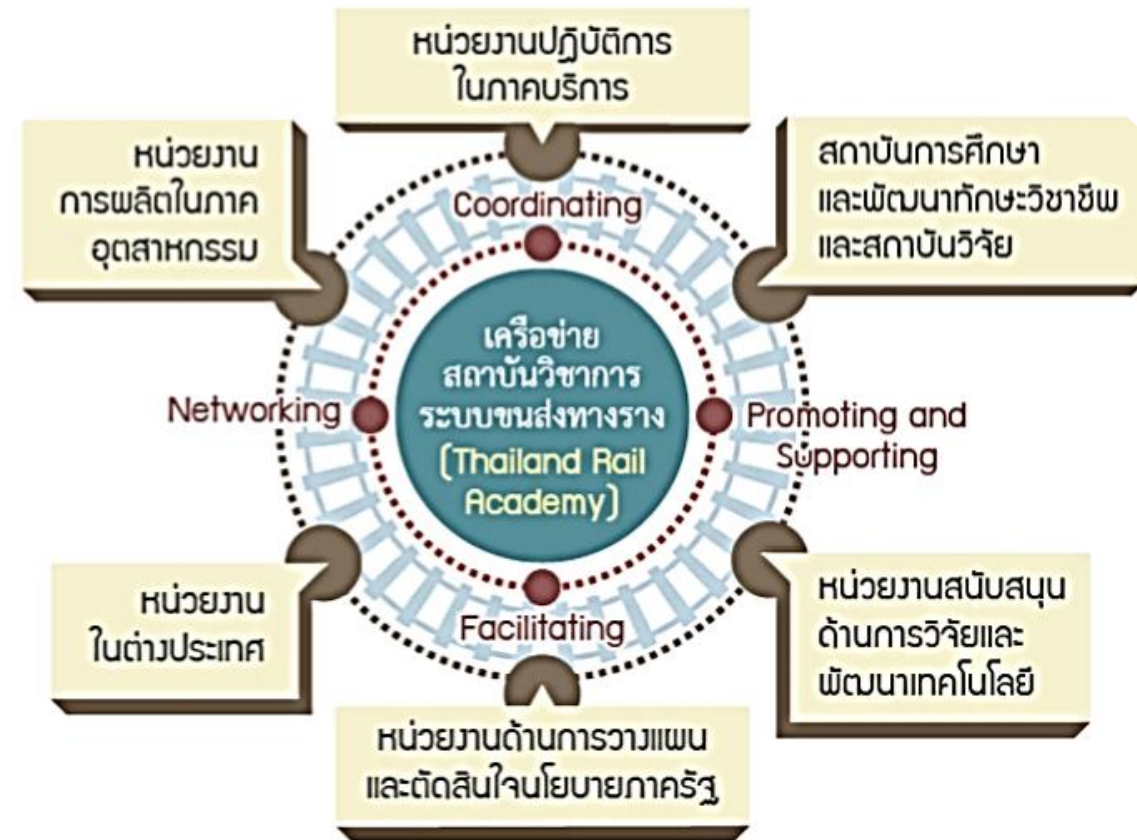 หน่วยงานปฏิบัติการ
ในภาคบริการ
หน่วยงาน
การผลิตในภาค
อุตสาหกรรม
สถาบันการศึกษา
และพัฒนาทักษะวิชาชีพ
และสถาบันวิจัย
Coordinating
เครือข่าย
สถาบันวิชาการ
ระบบขนส่งทางราง
(Thailand Rail
Academy)
Networking
Promoting and
Supporting
Facilitating
หน่วยงาน
ในต่างประเทศ
หน่วยงานสนับสนุน
ด้านการวิจัยและ
พัฒนาเทคโนโลยี
หน่วยงานด้านการวางแผน
และตัดสินใจนโยบายภาครัฐ